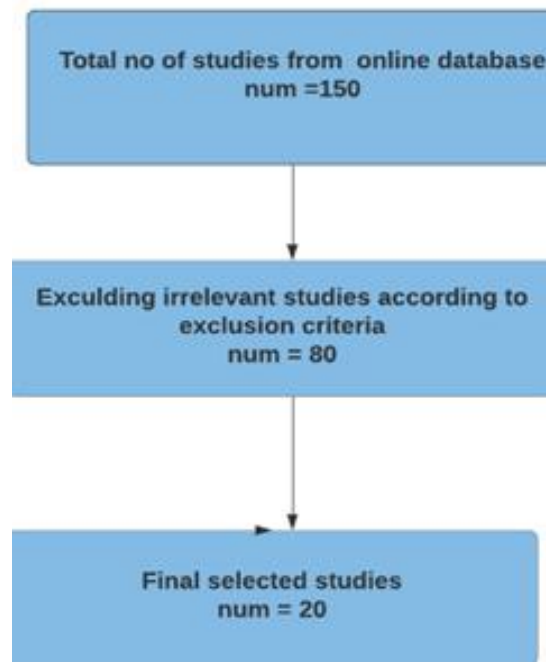 Total no of studies from online database
num =150
Exculding irrelevant studies according to
exclusion criteria
num = 80
Final selected studies
num = 20